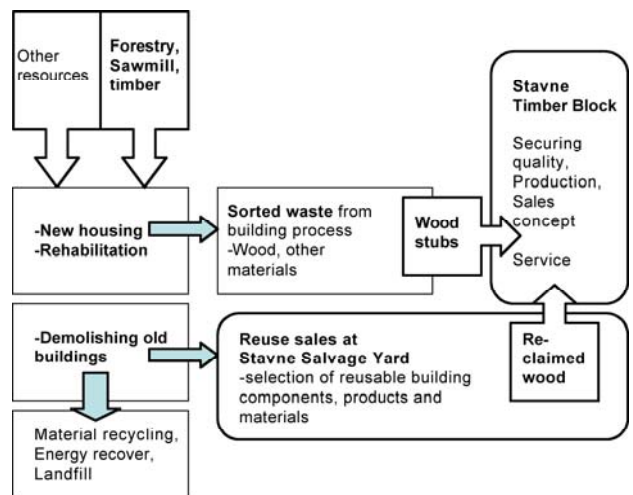 Other
resources
Forestry,
Sawmill,
timber
Stavne
Timber Block
Securing
quality,
Production,
Sales
concept
Service
-New housing
-Rehabilitation
Sorted waste from
building process
-Wood, other
materials
Wood
stubs
-Demolishing old
buildings
Reuse sales at
Stavne Salvage Yard
-selection of reusable building
components, products and
materials
Re-
claimed
wood
Material recycling,
Energy recover,
Landfill